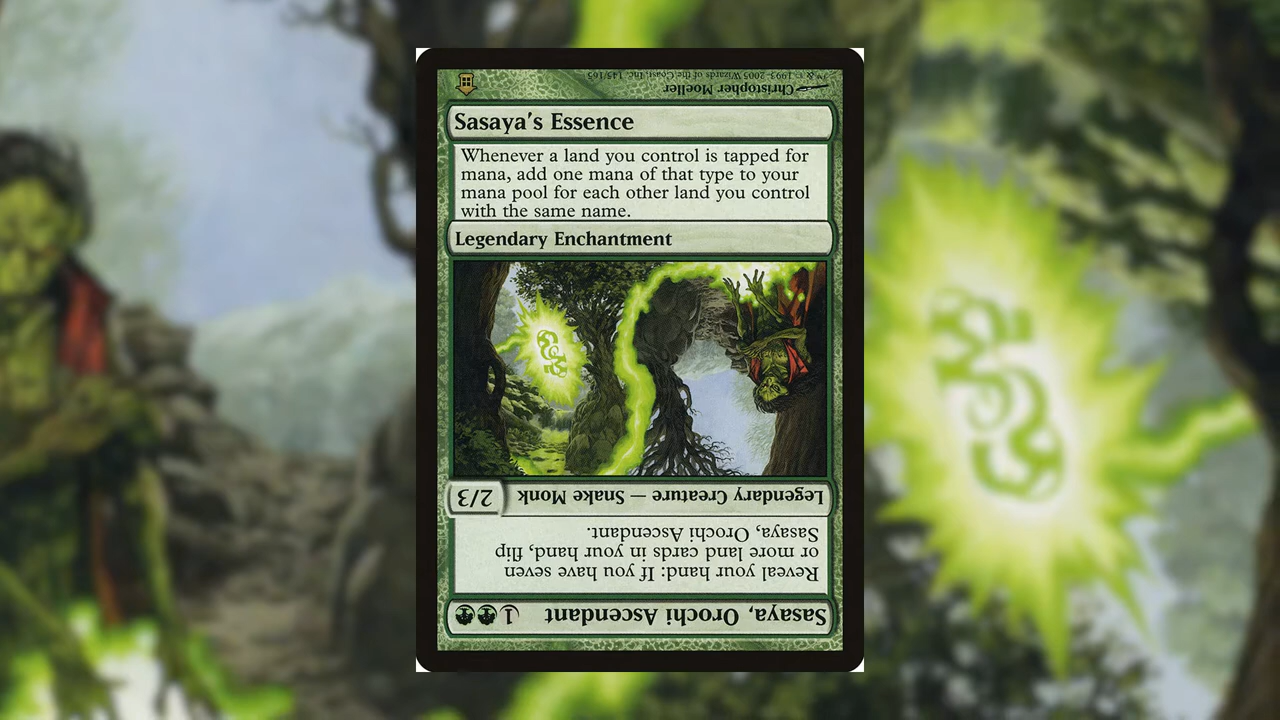 ™ & © 1993-2005 Wizards of the Coast, Inc. 145/165
Christopher Moeller
Sasaya's Essence
Whenever a land you control is tapped for
mana, add one mana of that type to your
mana pool for each other land you control
with the same name.
Legendary Enchantment
Sasaya, Orochi Ascendant 1
Reveal your hand: If you have seven
or more land cards in your hand, flip
Sasaya, Orochi Ascendant.
Legendary Creature — Snake Monk 2/3